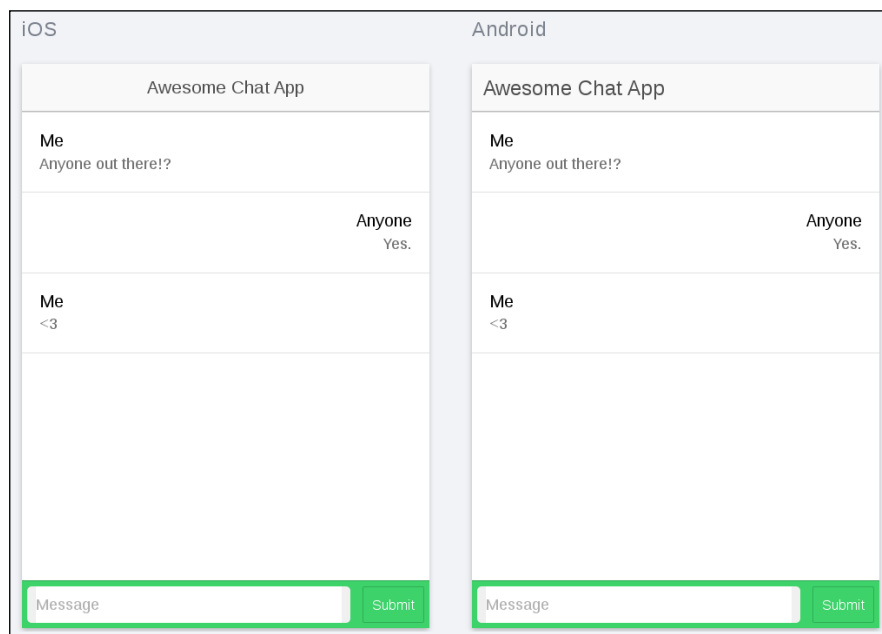 iOS
Awesome Chat App
Me
Anyone out there!?
Anyone
Yes.
Me
<3
Message
Submit
Android
Awesome Chat App
Me
Anyone out there!?
Anyone
Yes.
Me
<3
Message
Submit